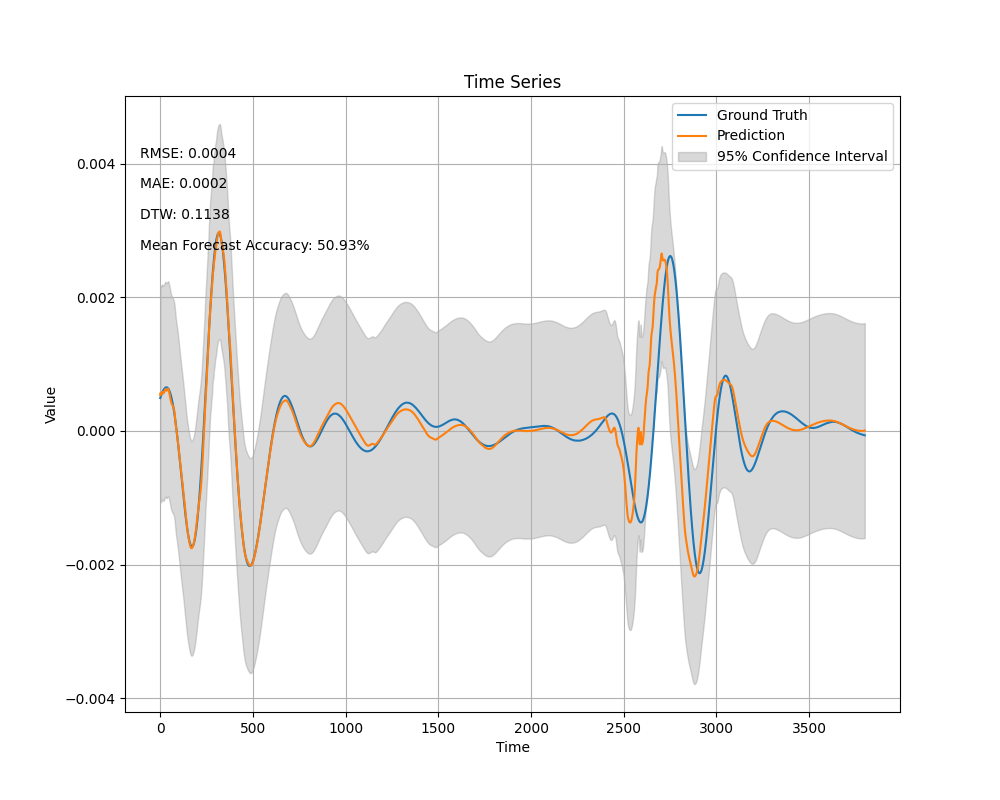 Time Series
Ground Truth
Prediction
95% Confidence Interval
RMSE: 0.0004
MAE: 0.0002
DTW: 0.1138
Mean Forecast Accuracy: 50.93%
Value
0.004
0.002
0.000
−0.002
−0.004
0 500 1000 1500 2000 2500 3000 3500
Time